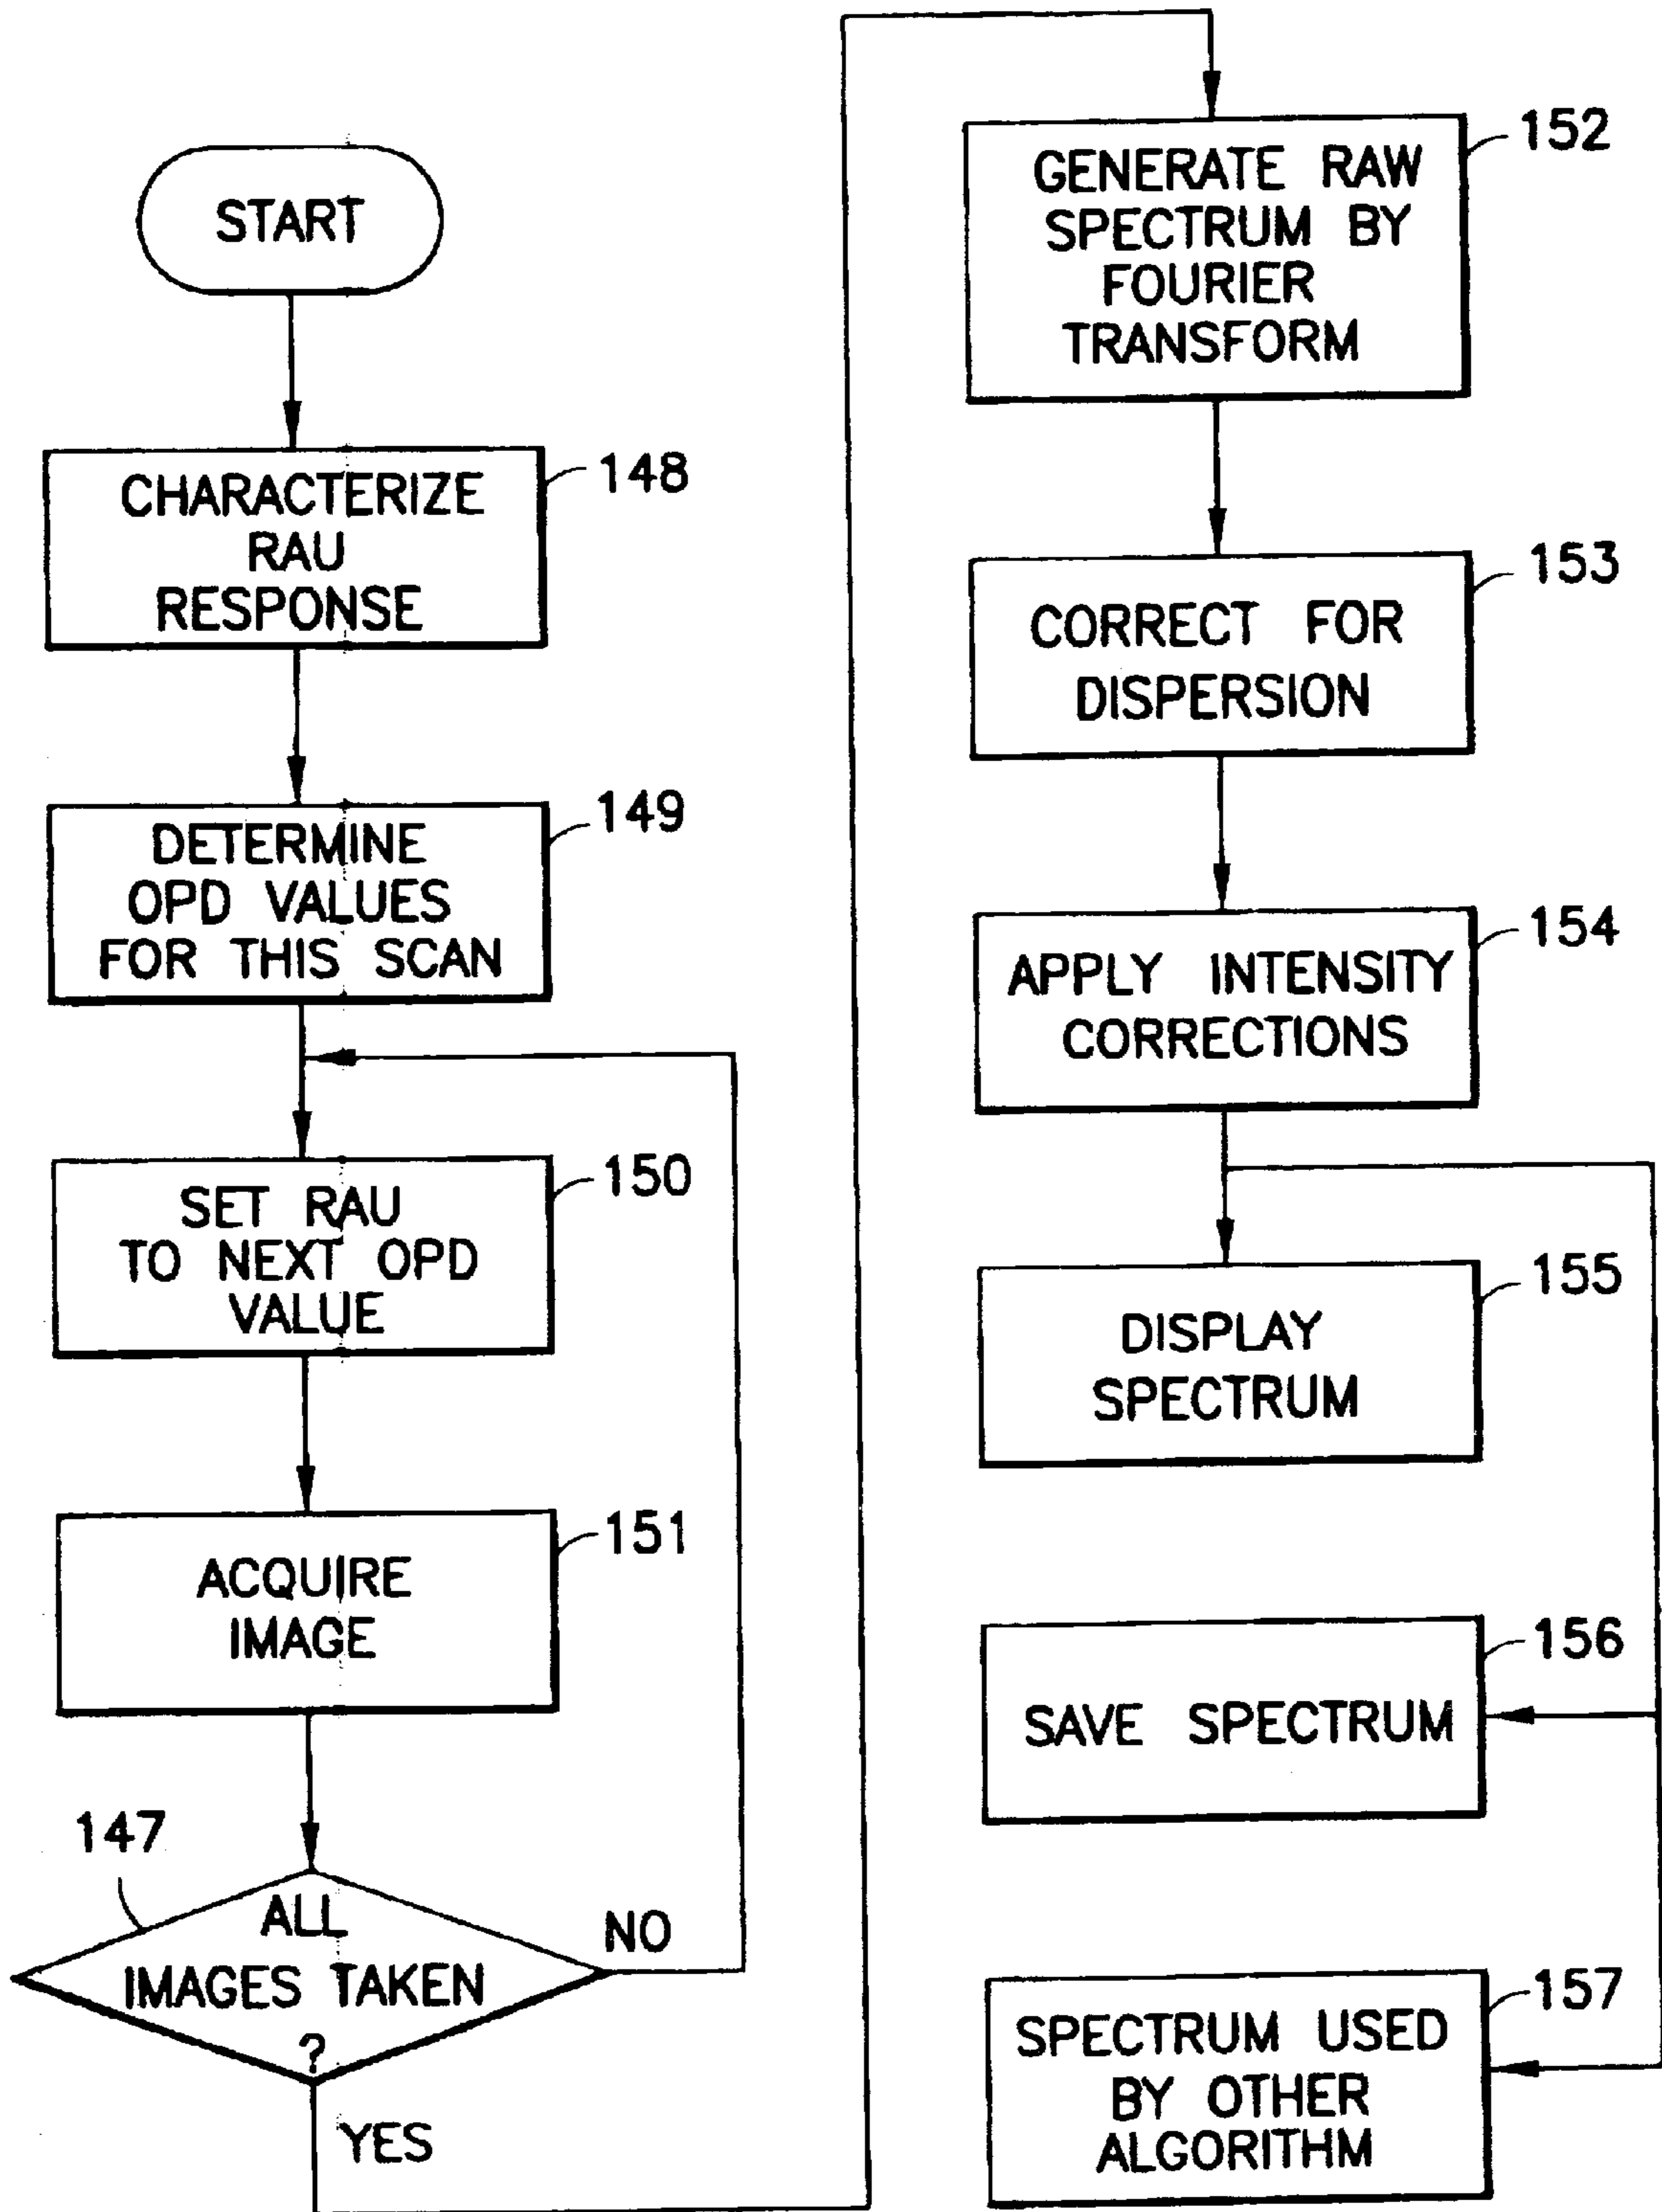 START
CHARACTERIZE
RAU
RESPONSE
148
DETERMINE
OPD VALUES
FOR THIS SCAN
149
SET RAU
TO NEXT OPD
VALUE
150
ACQUIRE
IMAGE
151
147
ALL
IMAGES TAKEN
?
NO
YES
GENERATE RAW
SPECTRUM BY
FOURIER
TRANSFORM
152
CORRECT FOR
DISPERSION
153
APPLY INTENSITY
CORRECTIONS
154
DISPLAY
SPECTRUM
155
SAVE SPECTRUM
156
SPECTRUM USED
BY OTHER
ALGORITHM
157